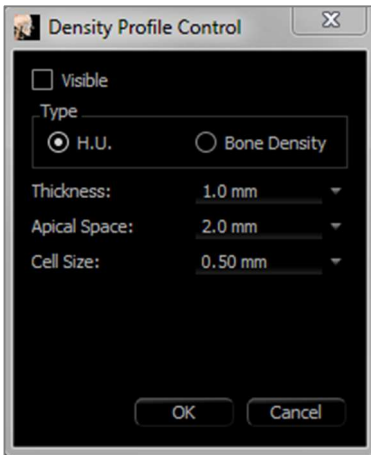 Density Profile Control
Visible
Type
H.U. Bone Density
Thickness: 1.0 mm
Apical Space: 2.0 mm
Cell Size: 0.50 mm
OK Cancel